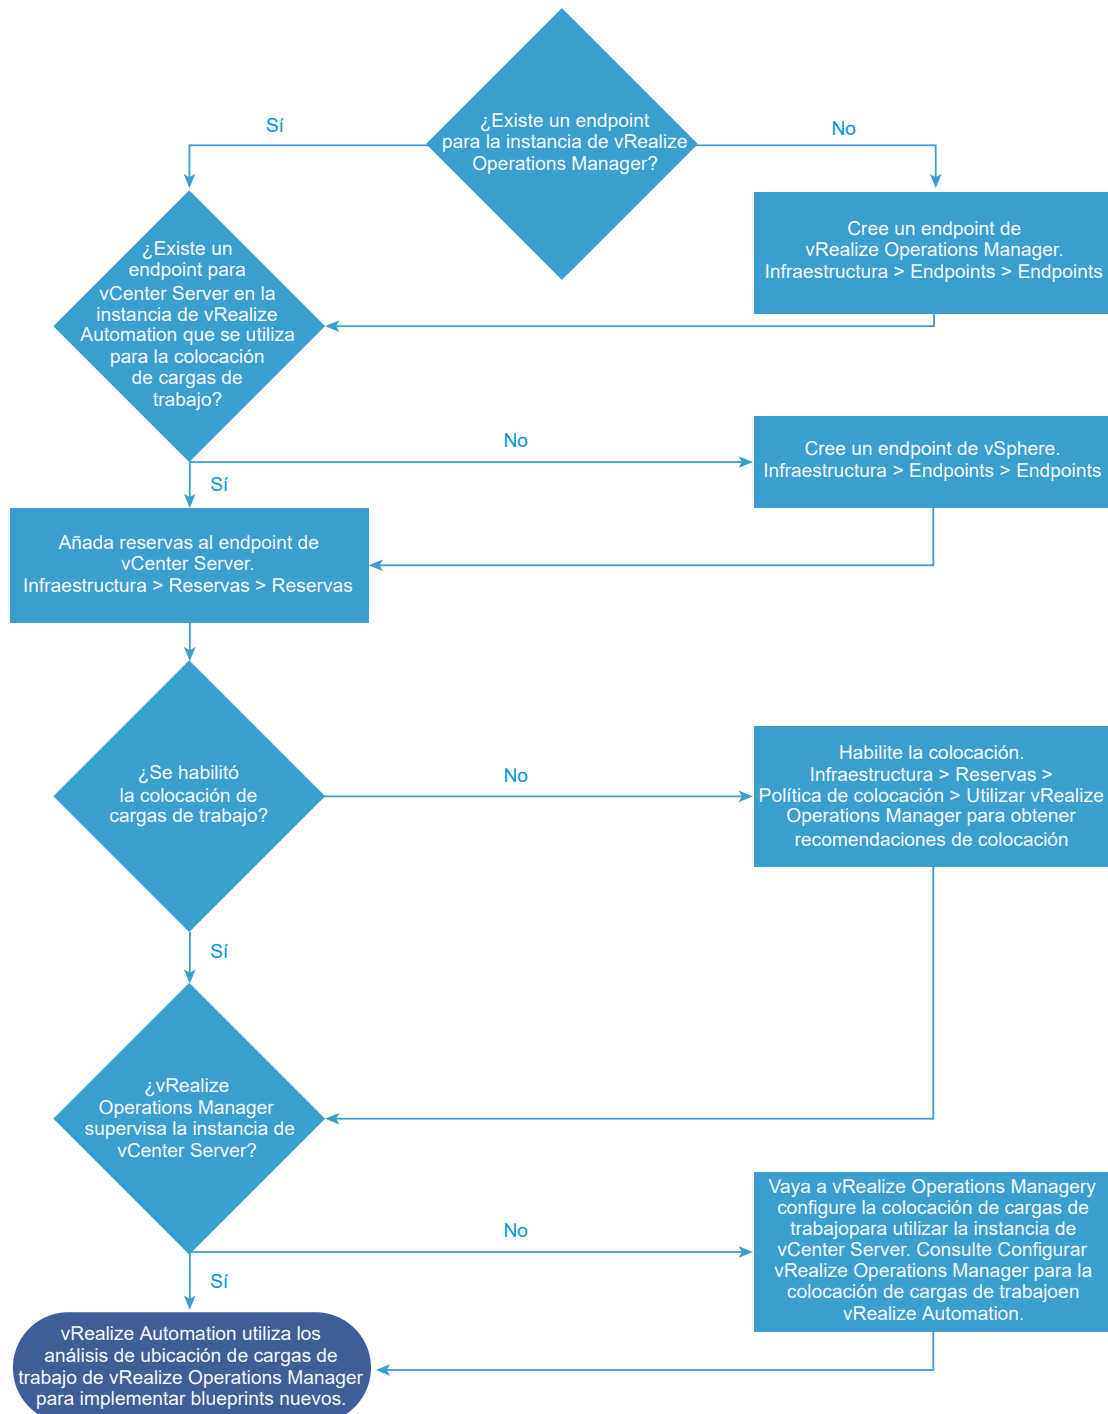 ¿Existe un endpoint
para la instancia de vRealize
Operations Manager?
Sí
No
¿Existe un
endpoint para
vCenter Server en la
instancia de vRealize
Automation que se utiliza
para la colocación
de cargas de
trabajo?
Cree un endpoint de
vRealize Operations Manager.
Infraestructura > Endpoints > Endpoints
No
Sí
Cree un endpoint de vSphere.
Infraestructura > Endpoints > Endpoints
Añada reservas al endpoint de
vCenter Server.
Infraestructura > Reservas > Reservas
¿Se habilitó
la colocación de
cargas de trabajo?
No
Sí
Habilite la colocación.
Infraestructura > Reservas >
Política de colocación > Utilizar vRealize
Operations Manager para obtener
recomendaciones de colocación
¿vRealize
Operations Manager
supervisa la instancia de
vCenter Server?
No
Sí
Vaya a vRealize Operations Managery
configure la colocación de cargas de
trabajopara utilizar la instancia de
vCenter Server. Consulte Configurar
vRealize Operations Manager para la
colocación de cargas de trabajoen
vRealize Automation.
vRealize Automation utiliza los
análisis de ubicación de cargas de
trabajo de vRealize Operations Manager
para implementar blueprints nuevos.